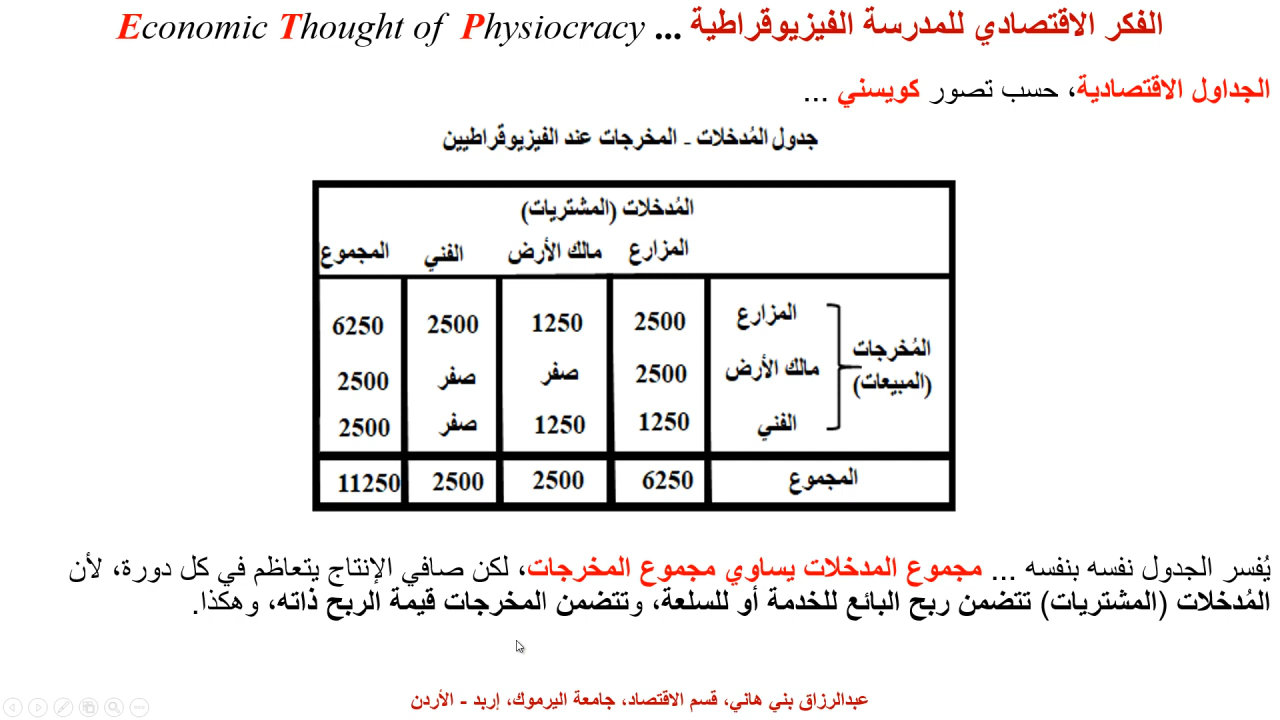 الفكر الاقتصادي للمدرسة الفيزيوقراطية ... Economic Thought of Physiocracy
الجداول الاقتصادية، حسب تصور كويسني ...
جدول المُدخلات - المخرجات عند الفيزيوقراطيين
المُدخلات (المشتريات)
المزارع مالك الأرض الفني المجموع
المُخرجات (المبيعات)
المزارع 2500 1250 2500 6250
مالك الأرض 2500 صفر صفر 2500
الفني 1250 1250 صفر 2500
المجموع 6250 2500 2500 11250
يُفسر الجدول نفسه بنفسه ... مجموع المدخلات يساوي مجموع المخرجات، لكن صافي الإنتاج يتعاظم في كل دورة، لأن
المُدخلات (المشتريات) تتضمن ربح البائع للخدمة أو للسلعة، وتتضمن المخرجات قيمة الربح ذاته، وهكذا.
عبدالرزاق بني هاني، قسم الاقتصاد، جامعة اليرموك، إربد - الأردن